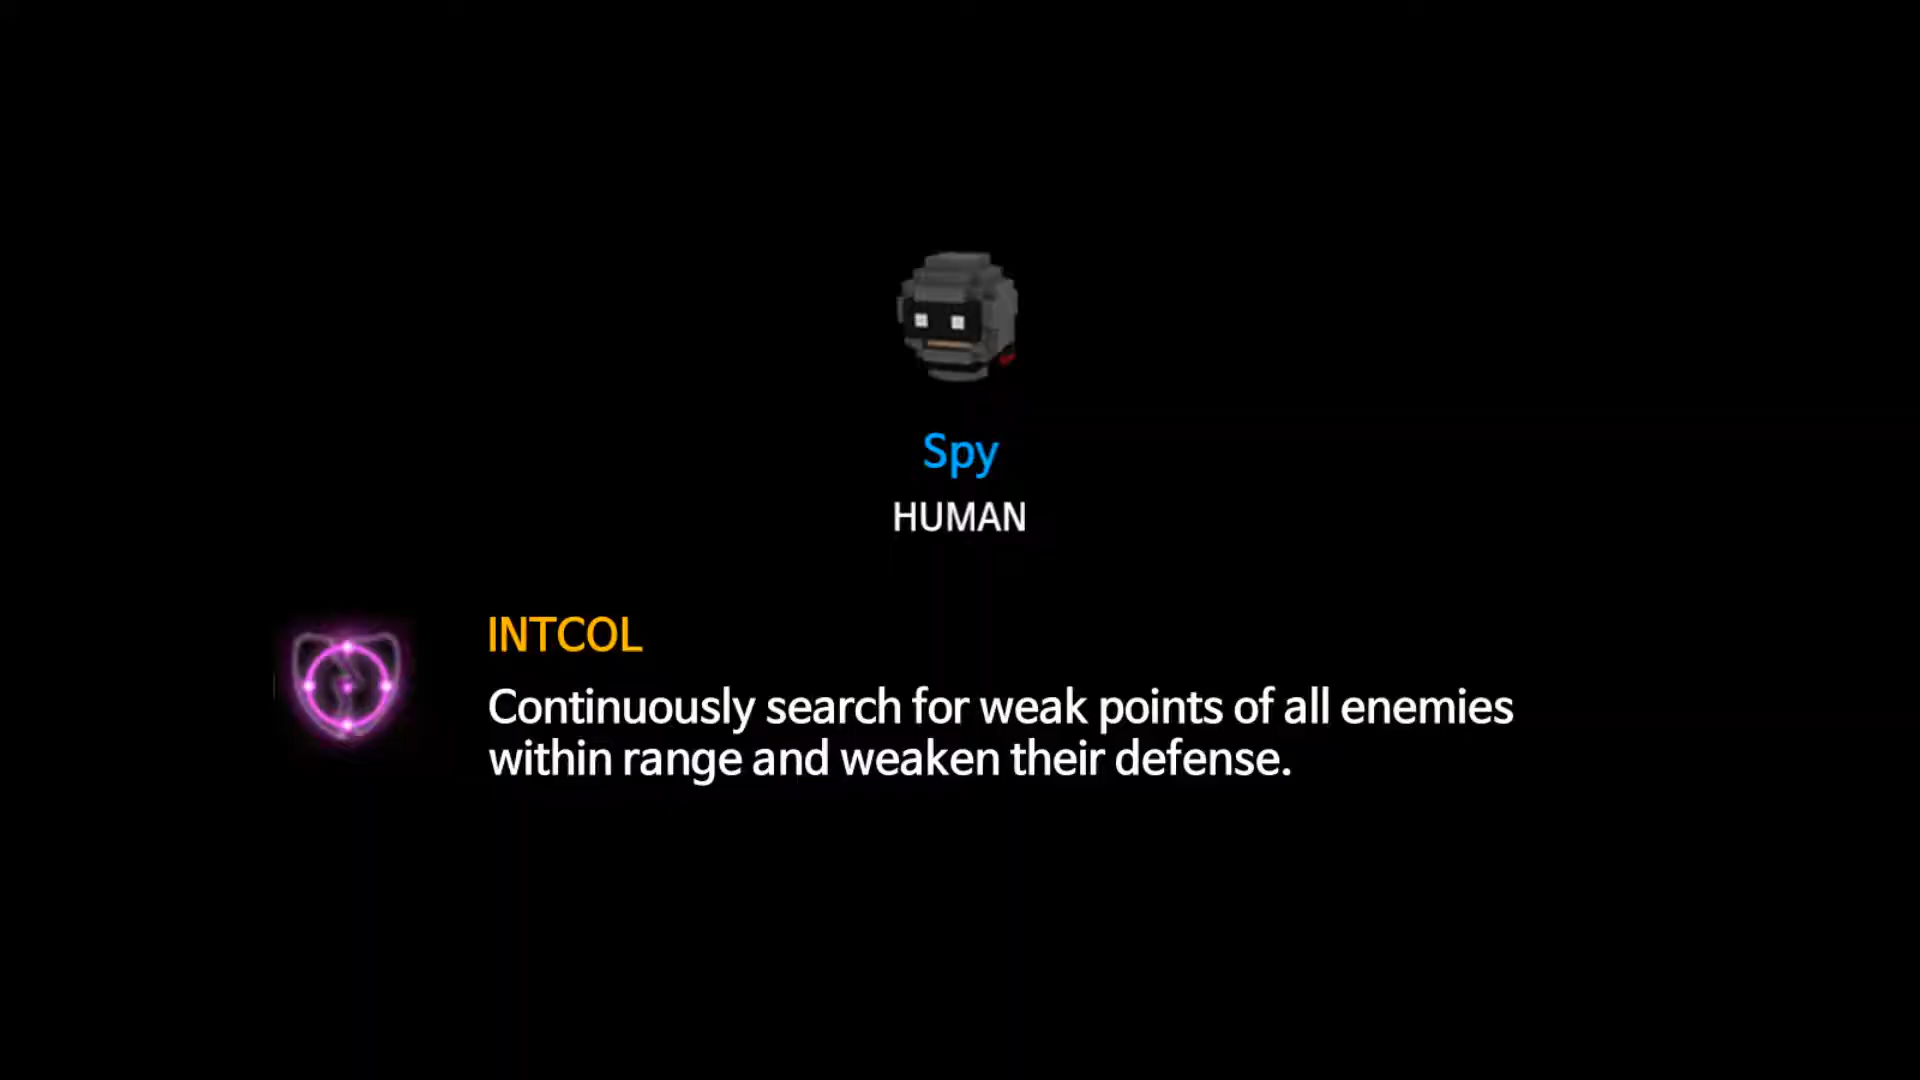 Spy
HUMAN
INTCOL
Continuously search for weak points of all enemies
within range and weaken their defense.